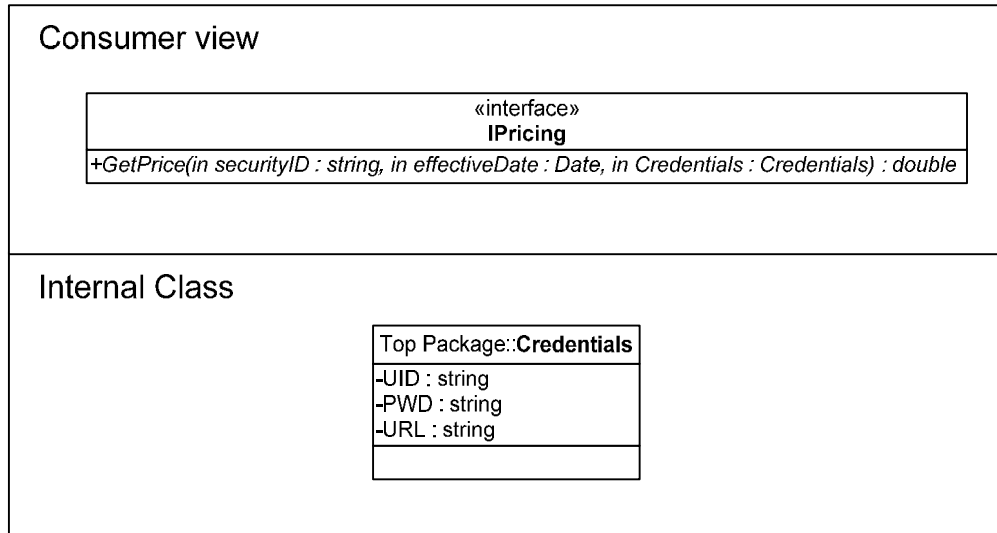 Consumer view
«interface»
IPricing
+GetPrice(in securityID : string, in effectiveDate : Date, in Credentials : Credentials) : double
Internal Class
Top Package::Credentials
-UID : string
-PWD : string
-URL : string